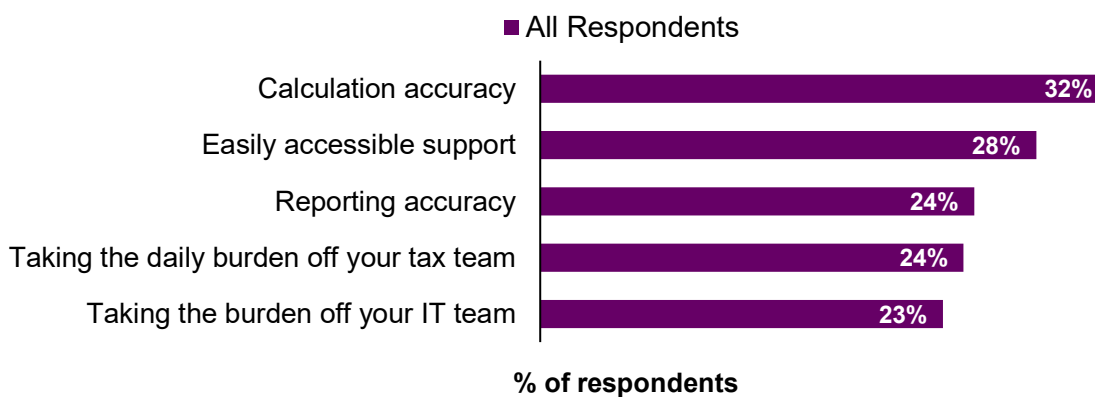 All Respondents
Calculation accuracy 32%
Easily accessible support 28%
Reporting accuracy 24%
Taking the daily burden off your tax team 24%
Taking the burden off your IT team 23%
% of respondents